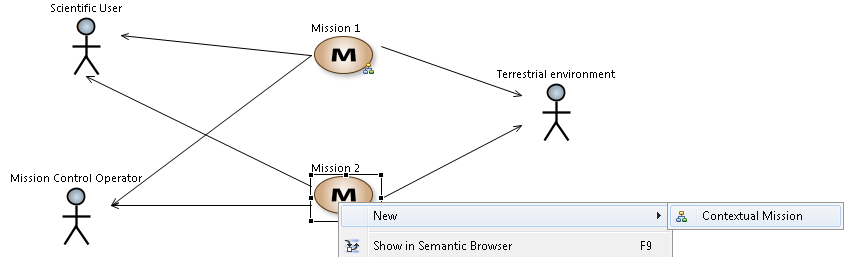 Scientific User
Mission 1
M
Terrestrial environment
Mission 2
M
Mission Control Operator
New
Contextual Mission
Show in Semantic Browser F9